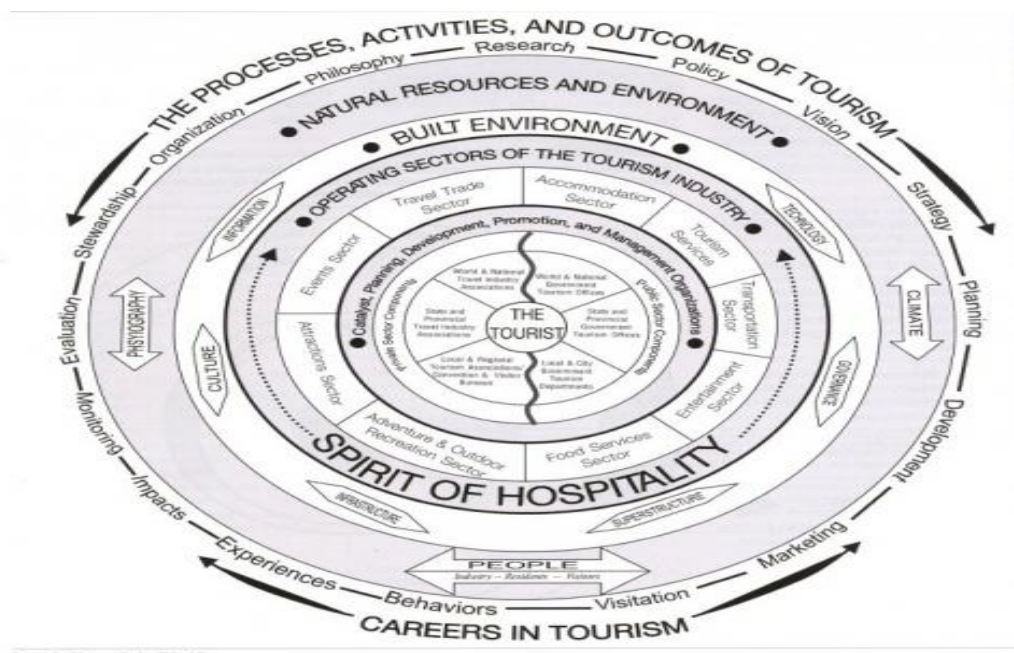 THE PROCESSES, ACTIVITIES, AND OUTCOMES OF TOURISM
Organization
Philosophy
Research
Policy
Vision
Strategy
Planning
Development
Marketing
Visitation
Behaviors
Experiences
Impacts
Monitoring
Evaluation
Stewardship
NATURAL RESOURCES AND ENVIRONMENT
PHSYIOGRAPHY
CLIMATE
PEOPLE
Industry – Residents – Visitors
BUILT ENVIRONMENT
INFORMATION
TECHNOLOGY
CULTURE
GOVERNANCE
INFRASTRUCTURE
SUPERSTRUCTURE
OPERATING SECTORS OF THE TOURISM INDUSTRY
Travel Trade
Sector
Accommodation
Sector
Tourism
Services
Transportation
Sector
Entertainment
Sector
Food Services
Sector
Adventure & Outdoor
Recreation Sector
Attractions Sector
Events Sector
SPIRIT OF HOSPITALITY
Catalyst, Planning, Development, Promotion, and Management Organizations
Private Sector Components
Public Sector Components
World & National
Travel Industry
Associations
World & National
Government
Tourism Offices
State and
Provincial
Travel Industry
Associations
State and
Provincial
Government
Tourism Offices
Local & Regional
Tourism Associations/
Convention & Visitor
Bureaus
Local & City
Government
Tourism
Departments
THE
TOURIST
CAREERS IN TOURISM